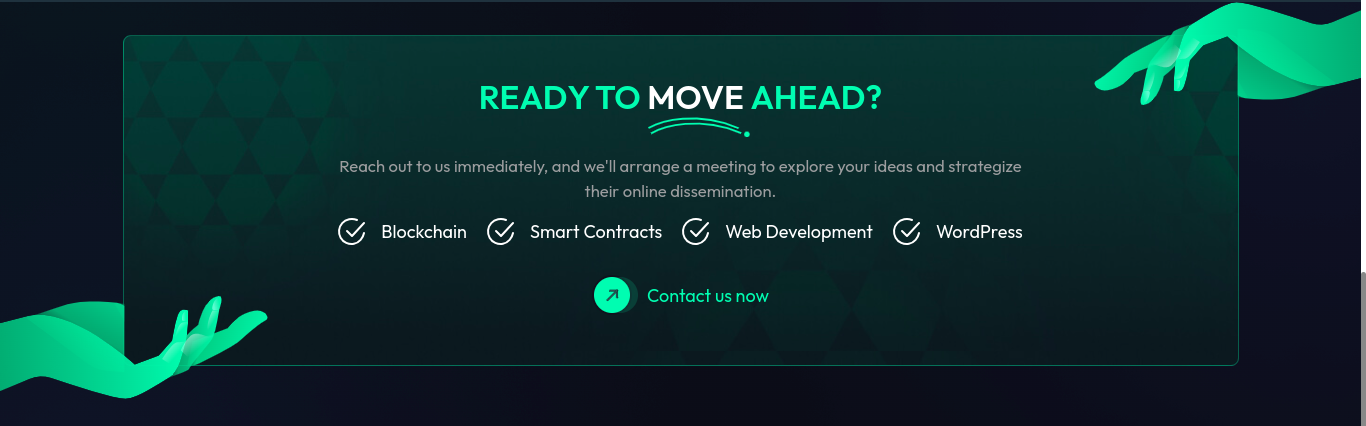 READY TO MOVE AHEAD?
Reach out to us immediately, and we'll arrange a meeting to explore your ideas and strategize
their online dissemination.
Blockchain Smart Contracts Web Development WordPress
Contact us now